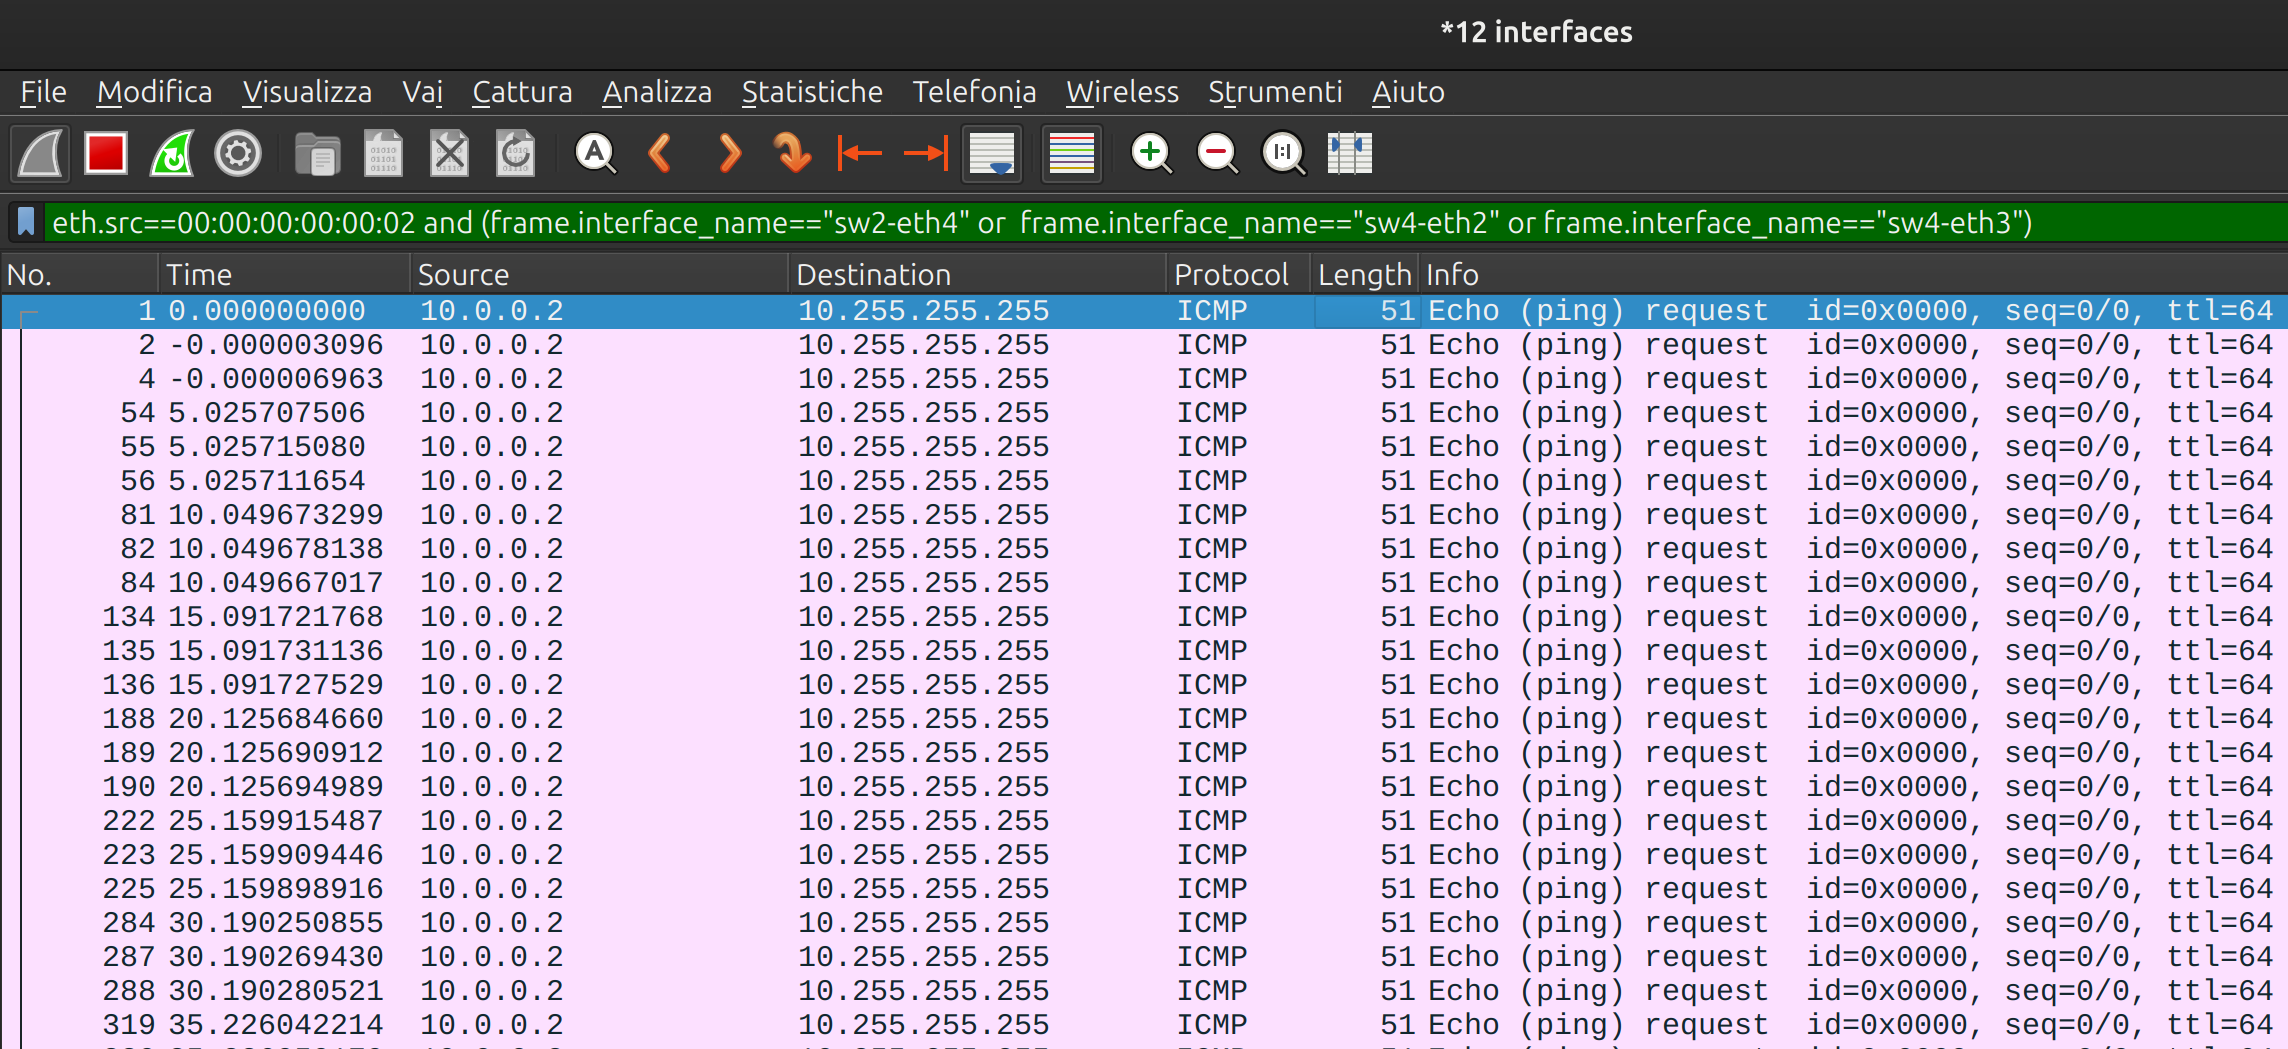 *12 interfaces
File Modifica Visualizza Vai Cattura Analizza Statistiche Telefonia Wireless Strumenti Aiuto
eth.src==00:00:00:00:00:02 and (frame.interface_name=="sw2-eth4" or  frame.interface_name=="sw4-eth2" or frame.interface_name=="sw4-eth3")
No. Time Source Destination Protocol Length Info
1 0.000000000 10.0.0.2 10.255.255.255 ICMP 51 Echo (ping) request id=0x0000, seq=0/0, ttl=64
2 -0.000003096 10.0.0.2 10.255.255.255 ICMP 51 Echo (ping) request id=0x0000, seq=0/0, ttl=64
4 -0.000006963 10.0.0.2 10.255.255.255 ICMP 51 Echo (ping) request id=0x0000, seq=0/0, ttl=64
54 5.025707506 10.0.0.2 10.255.255.255 ICMP 51 Echo (ping) request id=0x0000, seq=0/0, ttl=64
55 5.025715080 10.0.0.2 10.255.255.255 ICMP 51 Echo (ping) request id=0x0000, seq=0/0, ttl=64
56 5.025711654 10.0.0.2 10.255.255.255 ICMP 51 Echo (ping) request id=0x0000, seq=0/0, ttl=64
81 10.049673299 10.0.0.2 10.255.255.255 ICMP 51 Echo (ping) request id=0x0000, seq=0/0, ttl=64
82 10.049678138 10.0.0.2 10.255.255.255 ICMP 51 Echo (ping) request id=0x0000, seq=0/0, ttl=64
84 10.049667017 10.0.0.2 10.255.255.255 ICMP 51 Echo (ping) request id=0x0000, seq=0/0, ttl=64
134 15.091721768 10.0.0.2 10.255.255.255 ICMP 51 Echo (ping) request id=0x0000, seq=0/0, ttl=64
135 15.091731136 10.0.0.2 10.255.255.255 ICMP 51 Echo (ping) request id=0x0000, seq=0/0, ttl=64
136 15.091727529 10.0.0.2 10.255.255.255 ICMP 51 Echo (ping) request id=0x0000, seq=0/0, ttl=64
188 20.125684660 10.0.0.2 10.255.255.255 ICMP 51 Echo (ping) request id=0x0000, seq=0/0, ttl=64
189 20.125690912 10.0.0.2 10.255.255.255 ICMP 51 Echo (ping) request id=0x0000, seq=0/0, ttl=64
190 20.125694989 10.0.0.2 10.255.255.255 ICMP 51 Echo (ping) request id=0x0000, seq=0/0, ttl=64
222 25.159915487 10.0.0.2 10.255.255.255 ICMP 51 Echo (ping) request id=0x0000, seq=0/0, ttl=64
223 25.159909446 10.0.0.2 10.255.255.255 ICMP 51 Echo (ping) request id=0x0000, seq=0/0, ttl=64
225 25.159898916 10.0.0.2 10.255.255.255 ICMP 51 Echo (ping) request id=0x0000, seq=0/0, ttl=64
284 30.190250855 10.0.0.2 10.255.255.255 ICMP 51 Echo (ping) request id=0x0000, seq=0/0, ttl=64
287 30.190269430 10.0.0.2 10.255.255.255 ICMP 51 Echo (ping) request id=0x0000, seq=0/0, ttl=64
288 30.190280521 10.0.0.2 10.255.255.255 ICMP 51 Echo (ping) request id=0x0000, seq=0/0, ttl=64
319 35.226042214 10.0.0.2 10.255.255.255 ICMP 51 Echo (ping) request id=0x0000, seq=0/0, ttl=64